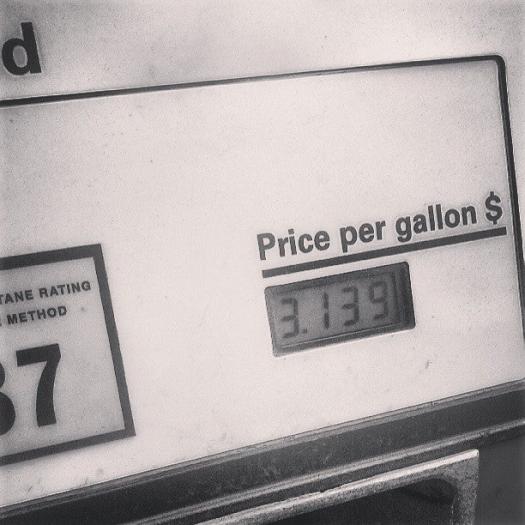 d
Price per gallon $
3.139
TANE RATING
METHOD
87